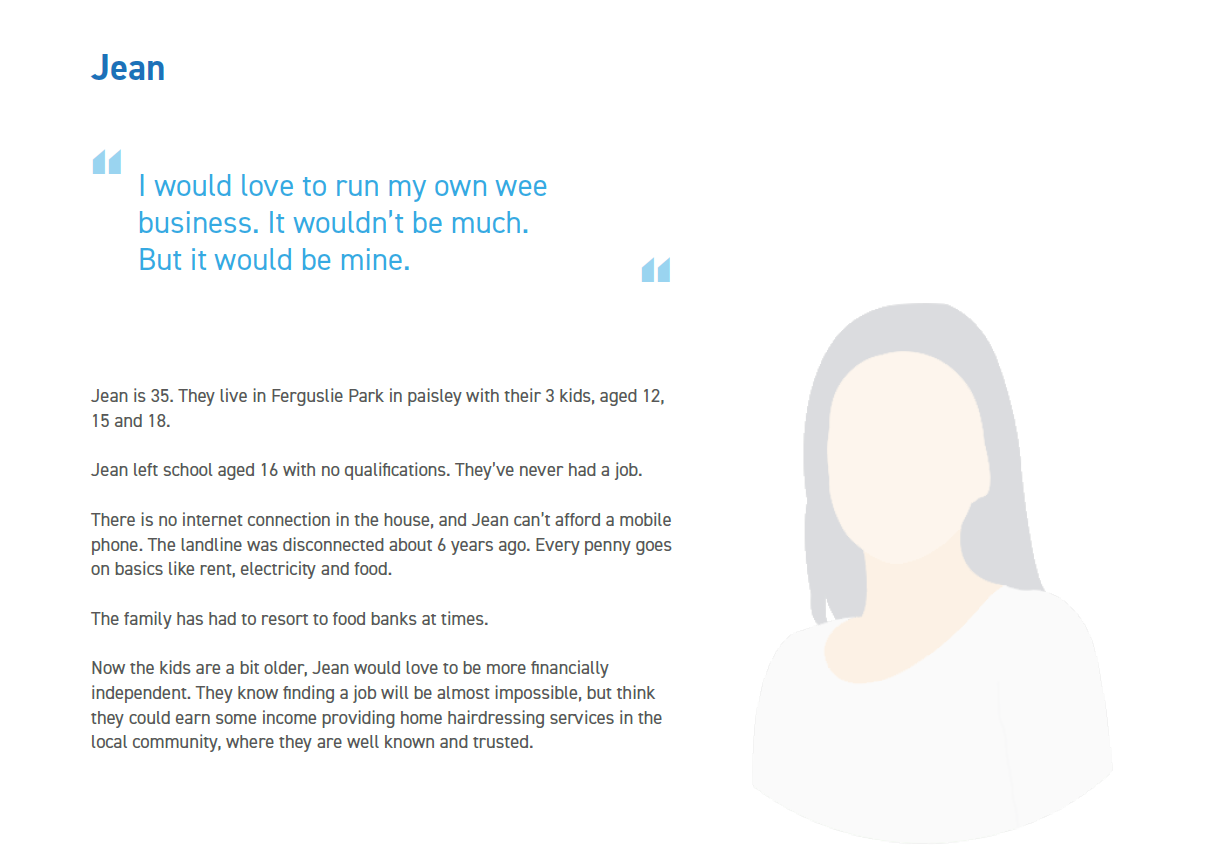 Jean
“ I would love to run my own wee
business. It wouldn't be much.
But it would be mine. “
Jean is 35. They live in Ferguslie Park in paisley with their 3 kids, aged 12,
15 and 18.
Jean left school aged 16 with no qualifications. They've never had a job.
There is no internet connection in the house, and Jean can't afford a mobile
phone. The landline was disconnected about 6 years ago. Every penny goes
on basics like rent, electricity and food.
The family has had to resort to food banks at times.
Now the kids are a bit older, Jean would love to be more financially
independent. They know finding a job will be almost impossible, but think
they could earn some income providing home hairdressing services in the
local community, where they are well known and trusted.